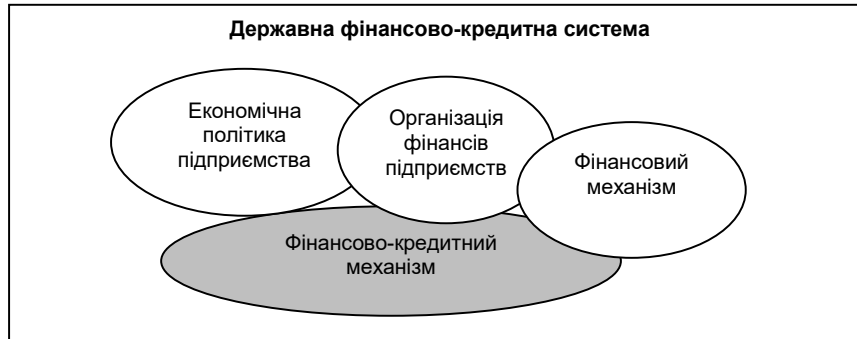 Державна фінансово-кредитна система
Економічна
політика
підприємства
Організація
фінансів
підприємств
Фінансовий
механізм
Фінансово-кредитний
механізм